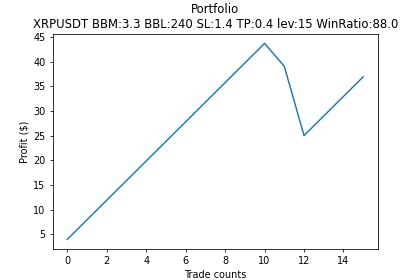 Portfolio
XRPUSDT BBM:3.3 BBL:240 SL:1.4 TP:0.4 lev:15 WinRatio:88.0
45
40
35
30
25
20
15
10
5
Profit ($)
0 2 4 6 8 10 12 14
Trade counts